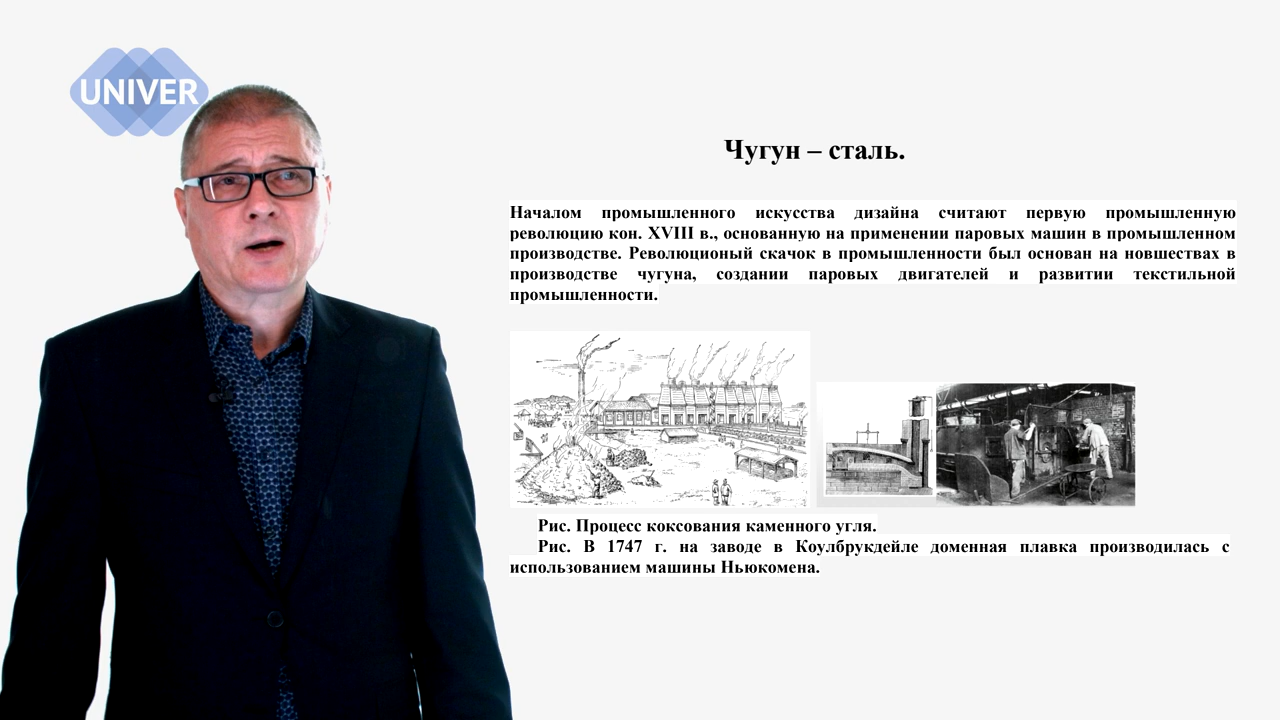 UNIVER
Чугун – сталь.
Началом промышленного искусства дизайна считают первую промышленную
революцию кон. XVIII в., основанную на применении паровых машин в промышленном
производстве. Революционый скачок в промышленности был основан на новшествах в
производстве чугуна, создании паровых двигателей и развитии текстильной
промышленности.
Рис. Процесс коксования каменного угля.
Рис. В 1747 г. на заводе в Коулбрукдейле доменная плавка производилась с
использованием машины Ньюкомена.